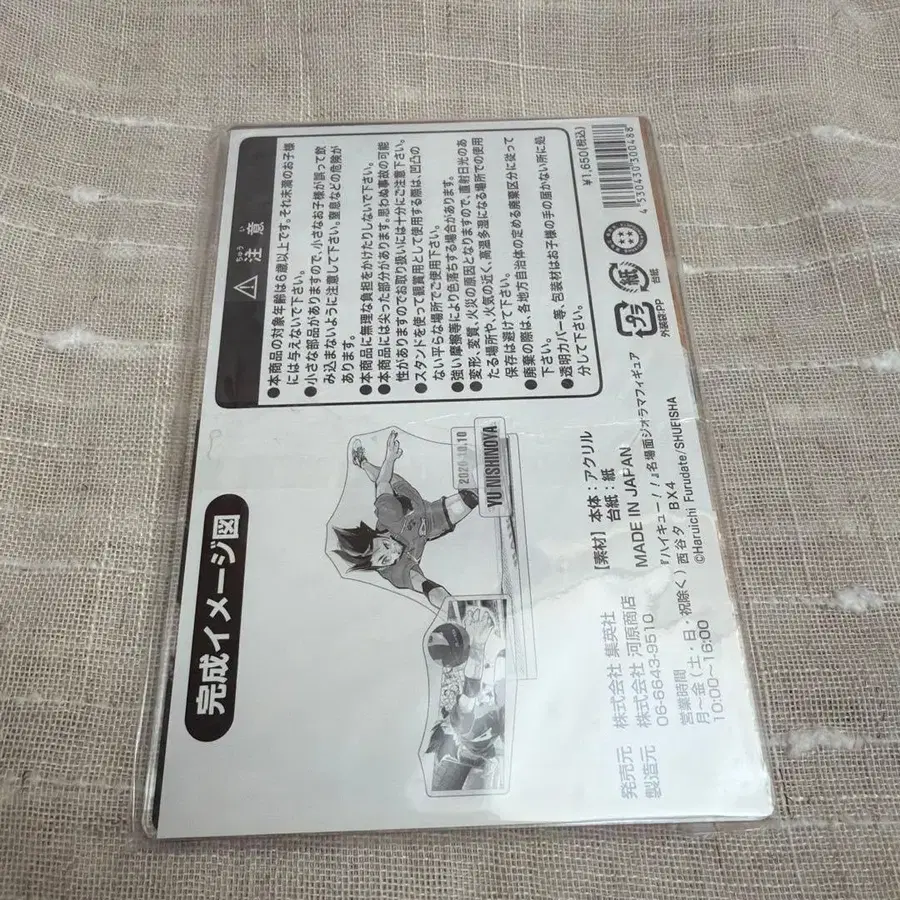 完成イメージ図
2020.10.10
YU NISHINOYA
ちゅう い
注 意
●本商品の対象年齢は6歳以上です。それ未満のお子様
には与えないで下さい。
●小さな部品がありますので、小さなお子様が誤って飲
み込まないように注意して下さい。窒息などの危険が
あります。
●本商品に無理な負担をかけたりしないで下さい。
●本商品には尖った部分があります。思わぬ事故の可能
性がありますのでお取り扱いには十分にご注意下さい。
●スタンドを使って観賞用として使用する際は、凹凸の
ない平らな場所でご使用下さい。
●強い摩擦等により色落ちする場合があります。
●変形、変質、火災の原因となりますので、直射日光のあ
たる場所や、火気の近く、高温多湿になる場所での使用
保存は避けて下さい。
●廃棄の際は、各地方自治体の定める廃棄区分に従って
下さい。
●透明カバー等、包装材はお子様の手の届かない所に処
分して下さい。
発売元 株式会社 集英社
製造元 株式会社 河原商店
06-6643-9510
営業時間
月～金(土・日・祝除く)
10:00～16:00
【素材】 本体:アクリル
台紙:紙
MADE IN JAPAN
『ハイキュー！！』名場面ジオラマフィギュア
西谷夕 BX4
©Haruichi Furudate/SHUEISHA
プラ
外装袋:PP
紙
台紙
¥1,650(税込)
4 530430 300488